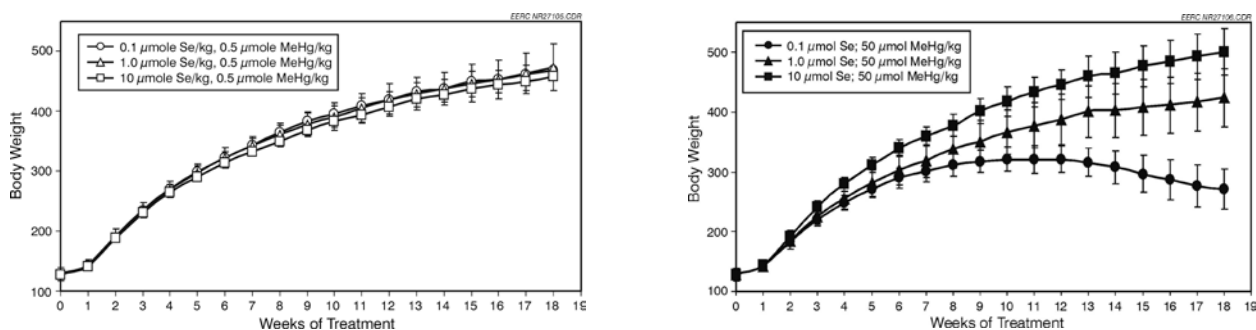 EERC NR27105.CDR
0.1 µmole Se/kg, 0.5 µmole MeHg/kg
1.0 µmole Se/kg, 0.5 µmole MeHg/kg
10 µmole Se/kg, 0.5 µmole MeHg/kg
500
400
300
200
100
Body Weight
0 1 2 3 4 5 6 7 8 9 10 11 12 13 14 15 16 17 18 19
Weeks of Treatment
EERC NR27106.CDR
0.1 µmol Se; 50 µmol MeHg/kg
1.0 µmol Se; 50 µmol MeHg/kg
10 µmol Se; 50 µmol MeHg/kg
500
400
300
200
100
Body Weight
0 1 2 3 4 5 6 7 8 9 10 11 12 13 14 15 16 17 18 19
Weeks of Treatment